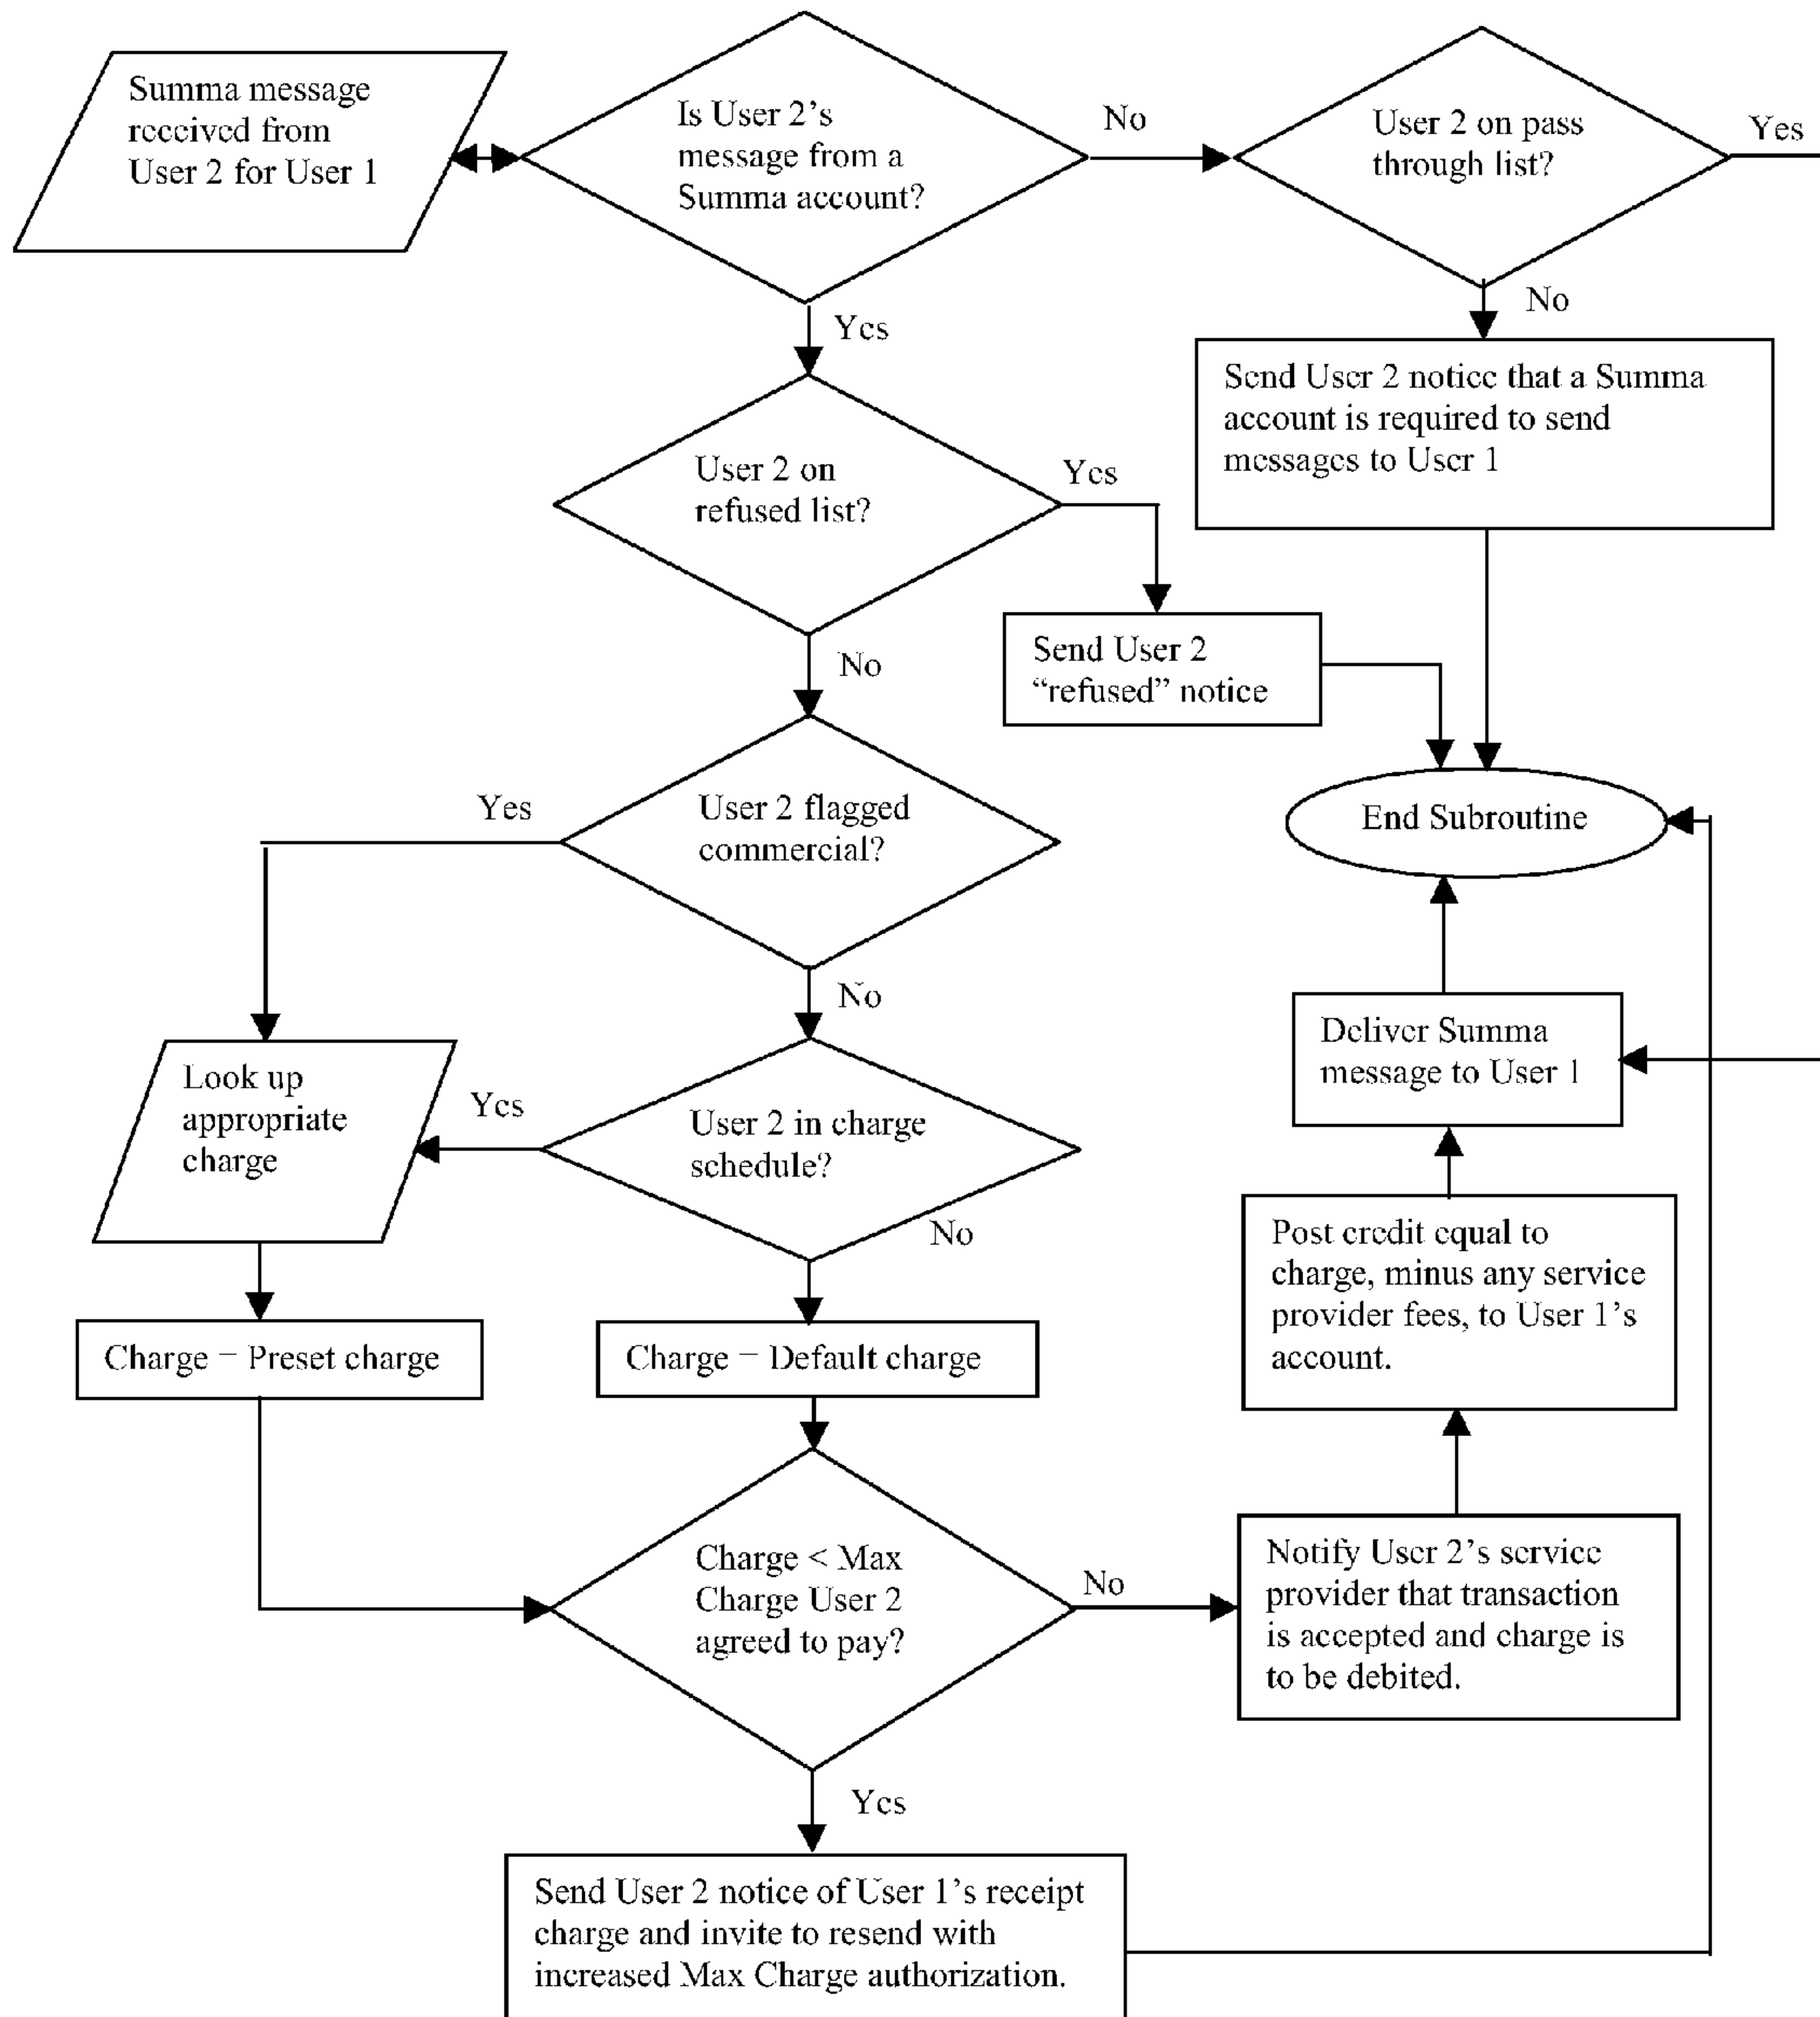 Summa message
received from
User 2 for User 1
Is User 2's
message from a
Summa account?
No
User 2 on pass
through list?
Yes
No
Send User 2 notice that a Summa
account is required to send
messages to User 1
Yes
User 2 on
refused list?
Yes
Send User 2
“refused” notice
No
User 2 flagged
commercial?
Yes
End Subroutine
No
Look up
appropriate
charge
Yes
User 2 in charge
schedule?
No
Deliver Summa
message to User 1
Post credit equal to
charge, minus any service
provider fees, to User 1's
account.
Charge = Preset charge
Charge = Default charge
Charge < Max
Charge User 2
agreed to pay?
No
Notify User 2's service
provider that transaction
is accepted and charge is
to be debited.
Yes
Send User 2 notice of User 1's receipt
charge and invite to resend with
increased Max Charge authorization.